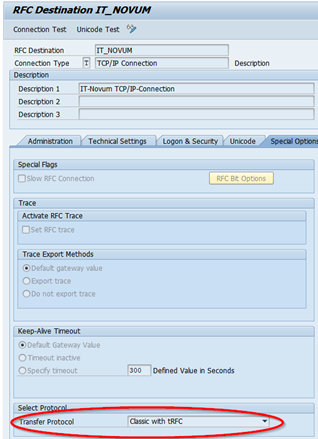 RFC Destination IT_NOVUM
Connection Test Unicode Test
RFC Destination IT_NOVUM
Connection Type T TCP/IP Connection Description
Description
Description 1 IT-Novum TCP/IP-Connection
Description 2
Description 3
Administration Technical Settings Logon & Security Unicode Special Options
Special Flags
Slow RFC Connection RFC Bit Options
Trace
Activate RFC Trace
Set RFC trace
Trace Export Methods
Default gateway value
Export trace
Do not export trace
Keep-Alive Timeout
Default Gateway Value
Timeout inactive
Specify timeout 300 Defined Value in Seconds
Select Protocol
Transfer Protocol Classic with tRFC